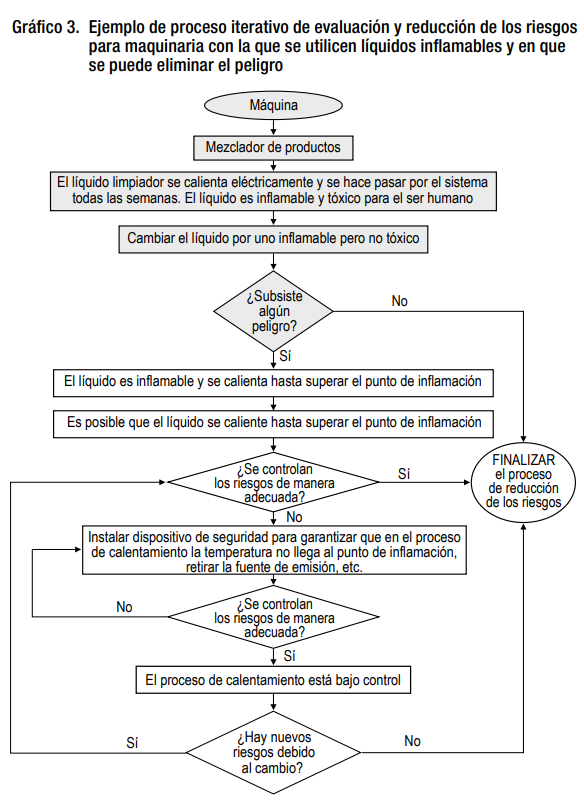 Gráfico 3. Ejemplo de proceso iterativo de evaluación y reducción de los riesgos
para maquinaria con la que se utilicen líquidos inflamables y en que
se puede eliminar el peligro
Máquina
Mezclador de productos
El líquido limpiador se calienta eléctricamente y se hace pasar por el sistema
todas las semanas. El líquido es inflamable y tóxico para el ser humano
Cambiar el líquido por uno inflamable pero no tóxico
¿Subsiste
algún
peligro?
No
Sí
El líquido es inflamable y se calienta hasta superar el punto de inflamación
Es posible que el líquido se caliente hasta superar el punto de inflamación
¿Se controlan
los riesgos de manera
adecuada?
Sí
FINALIZAR
el proceso
de reducción
de los riesgos
No
Instalar dispositivo de seguridad para garantizar que en el proceso
de calentamiento la temperatura no llega al punto de inflamación,
retirar la fuente de emisión, etc.
No
¿Se controlan
los riesgos de manera
adecuada?
Sí
El proceso de calentamiento está bajo control
Sí
¿Hay nuevos
riesgos debido
al cambio?
No